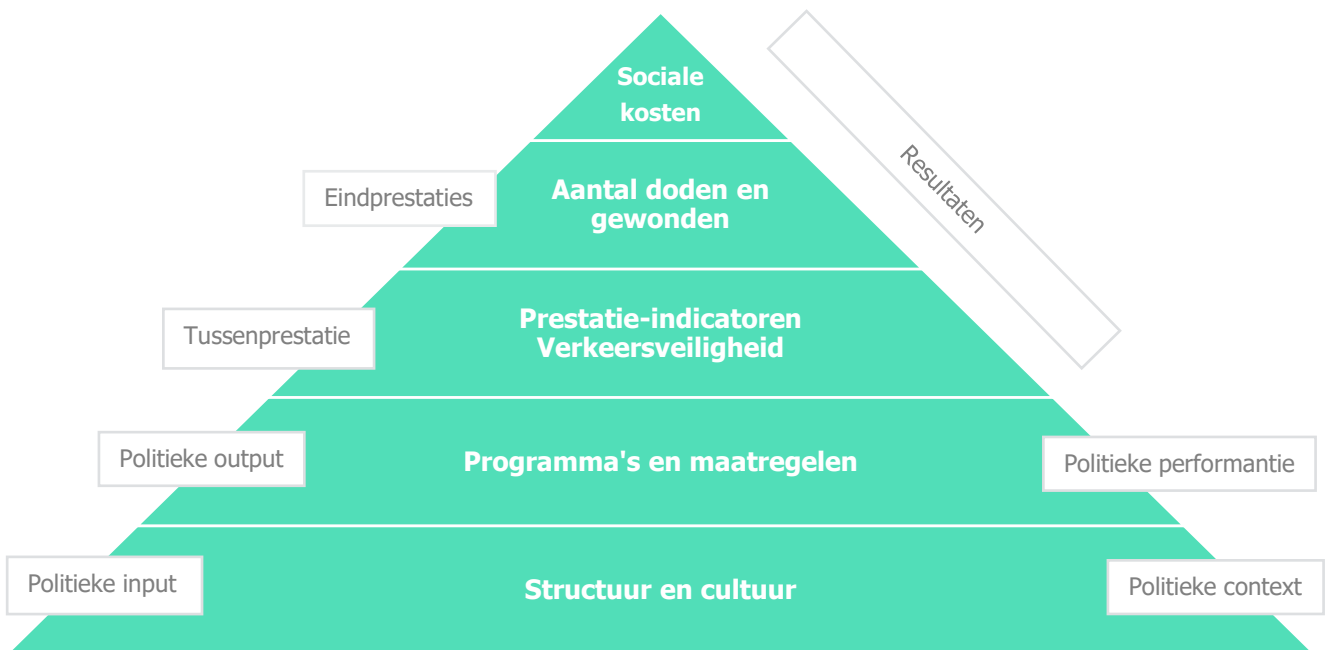 Sociale
kosten
Resultaten
Eindprestaties
Aantal doden en
gewonden
Tussenprestatie
Prestatie-indicatoren
Verkeersveiligheid
Politieke output
Programma's en maatregelen
Politieke performantie
Politieke input
Structuur en cultuur
Politieke context